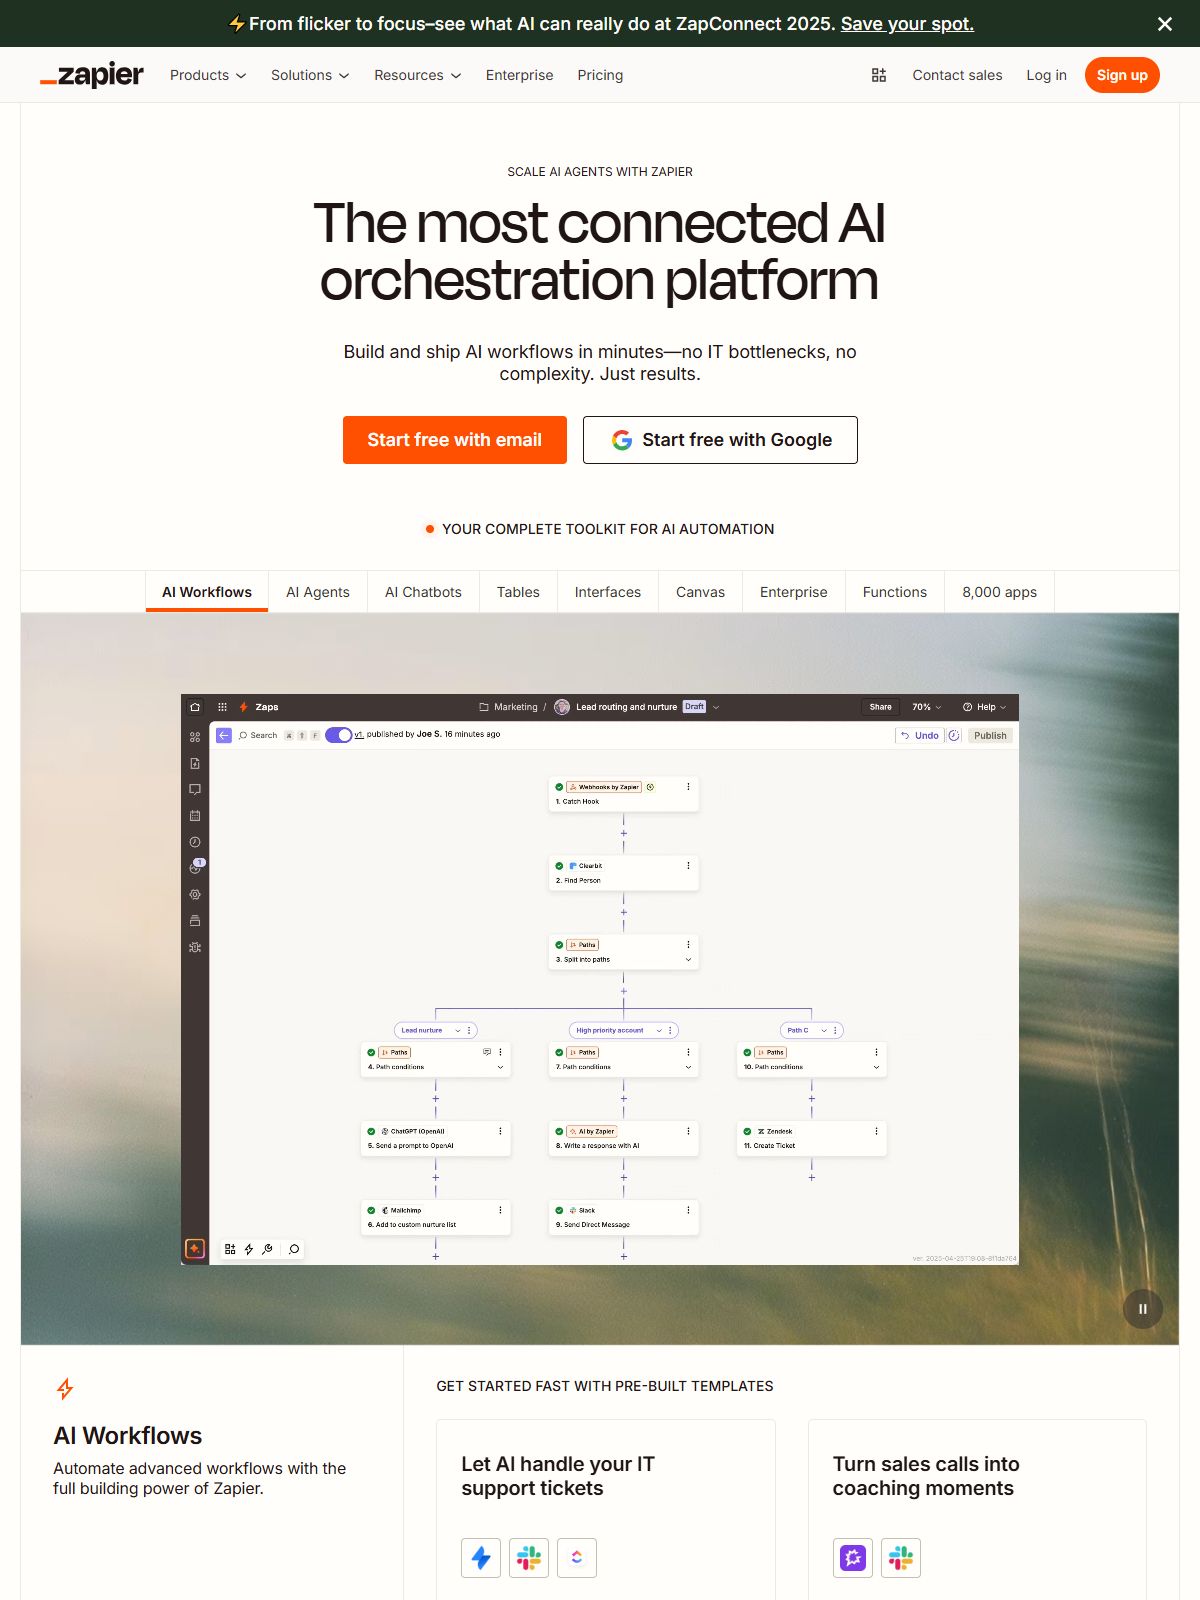 ⚡From flicker to focus–see what AI can really do at ZapConnect 2025. Save your spot.
zapier
Products
Solutions
Resources
Enterprise
Pricing
Contact sales
Log in
Sign up
SCALE AI AGENTS WITH ZAPIER
The most connected AI
orchestration platform
Build and ship AI workflows in minutes—no IT bottlenecks, no
complexity. Just results.
Start free with email
Start free with Google
YOUR COMPLETE TOOLKIT FOR AI AUTOMATION
AI Workflows
AI Agents
AI Chatbots
Tables
Interfaces
Canvas
Enterprise
Functions
8,000 apps
Zaps
Marketing / Lead routing and nurture Draft
Share
70%
Help
Search
F
v1. published by Joe S. 16 minutes ago
Undo
Publish
1
Webhooks by Zapier
1. Catch Hook
Clearbit
2. Find Person
Paths
3. Split into paths
Lead nurture
High priority account
Path C
Paths
4. Path conditions
Paths
7. Path conditions
Paths
10. Path conditions
ChatGPT (OpenAI)
5. Send a prompt to OpenAI
AI by Zapier
8. Write a response with AI
Zendesk
11. Create Ticket
Mailchimp
6. Add to custom nurture list
Slack
9. Send Direct Message
AI Workflows
Automate advanced workflows with the
full building power of Zapier.
GET STARTED FAST WITH PRE-BUILT TEMPLATES
Let AI handle your IT
support tickets
Turn sales calls into
coaching moments